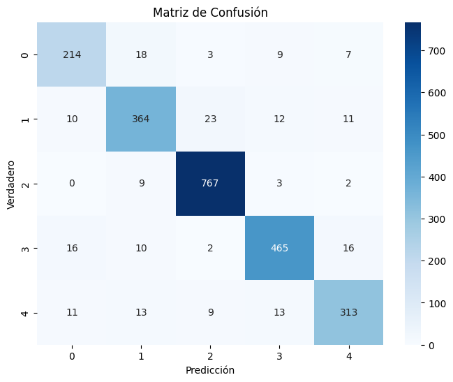 Matriz de Confusión
0 214 18 3 9 7
1 10 364 23 12 11
2 0 9 767 3 2
3 16 10 2 465 16
4 11 13 9 13 313
0 1 2 3 4
Verdadero
Predicción
700
600
500
400
300
200
100
0